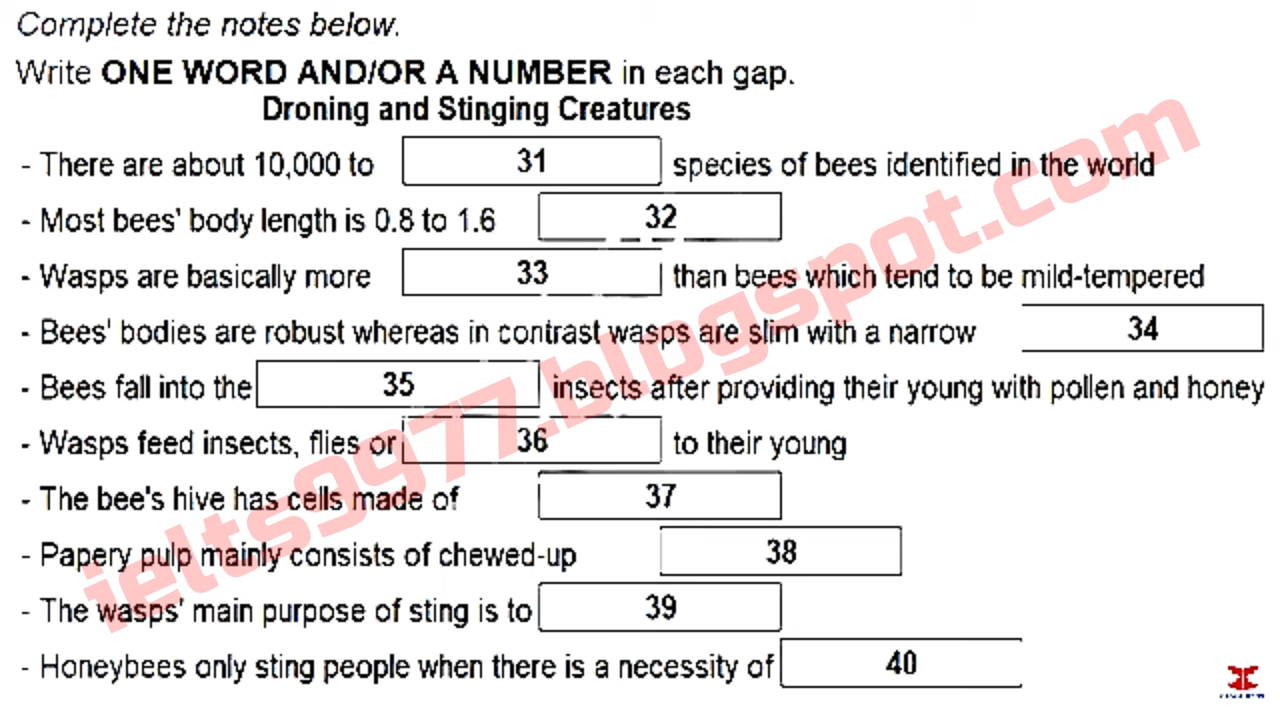 Complete the notes below.
Write ONE WORD AND/OR A NUMBER in each gap.
Droning and Stinging Creatures
- There are about 10,000 to 31 species of bees identified in the world
- Most bees' body length is 0.8 to 1.6 32
- Wasps are basically more 33 than bees which tend to be mild-tempered
- Bees' bodies are robust whereas in contrast wasps are slim with a narrow 34
- Bees fall into the 35 insects after providing their young with pollen and honey
- Wasps feed insects, flies or 36 to their young
- The bee's hive has cells made of 37
- Papery pulp mainly consists of chewed-up 38
- The wasps' main purpose of sting is to 39
- Honeybees only sting people when there is a necessity of 40
ielts9977.blogspot.com